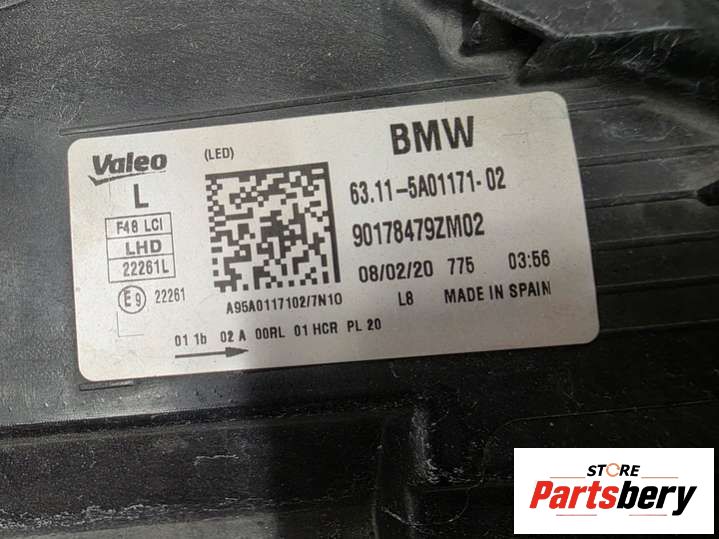 Valeo
(LED)
BMW
L
63.11-5A01171-02
F48 LCI
LHD
22261L
90178479ZM02
08/02/20 775 03:56
E9 22261
A95A0117102/7N10
L8 MADE IN SPAIN
01 1b 02 A 00RL 01 HCR PL 20
STORE
Partsbery